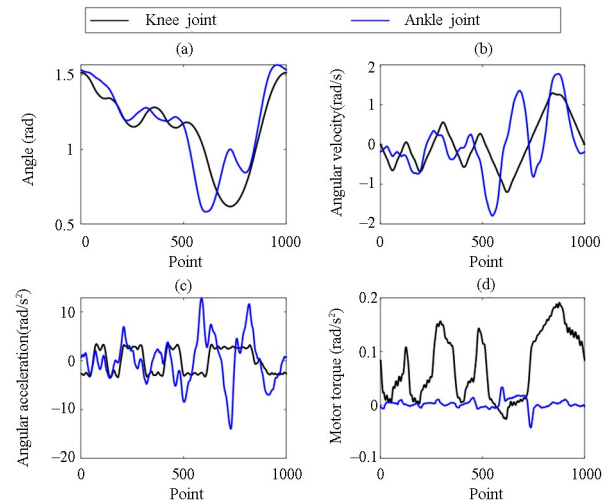 Knee joint
Ankle joint
(a)
(b)
1.5
1
0.5
Angle (rad)
0
500
1000
Point
2
1
0
−1
−2
Angular velocity(rad/s)
0
500
1000
Point
(c)
(d)
10
0
−10
−20
Angular acceleration(rad/s²)
0
500
1000
Point
0.2
0.1
0
−0.1
Motor torque (rad/s²)
0
500
1000
Point